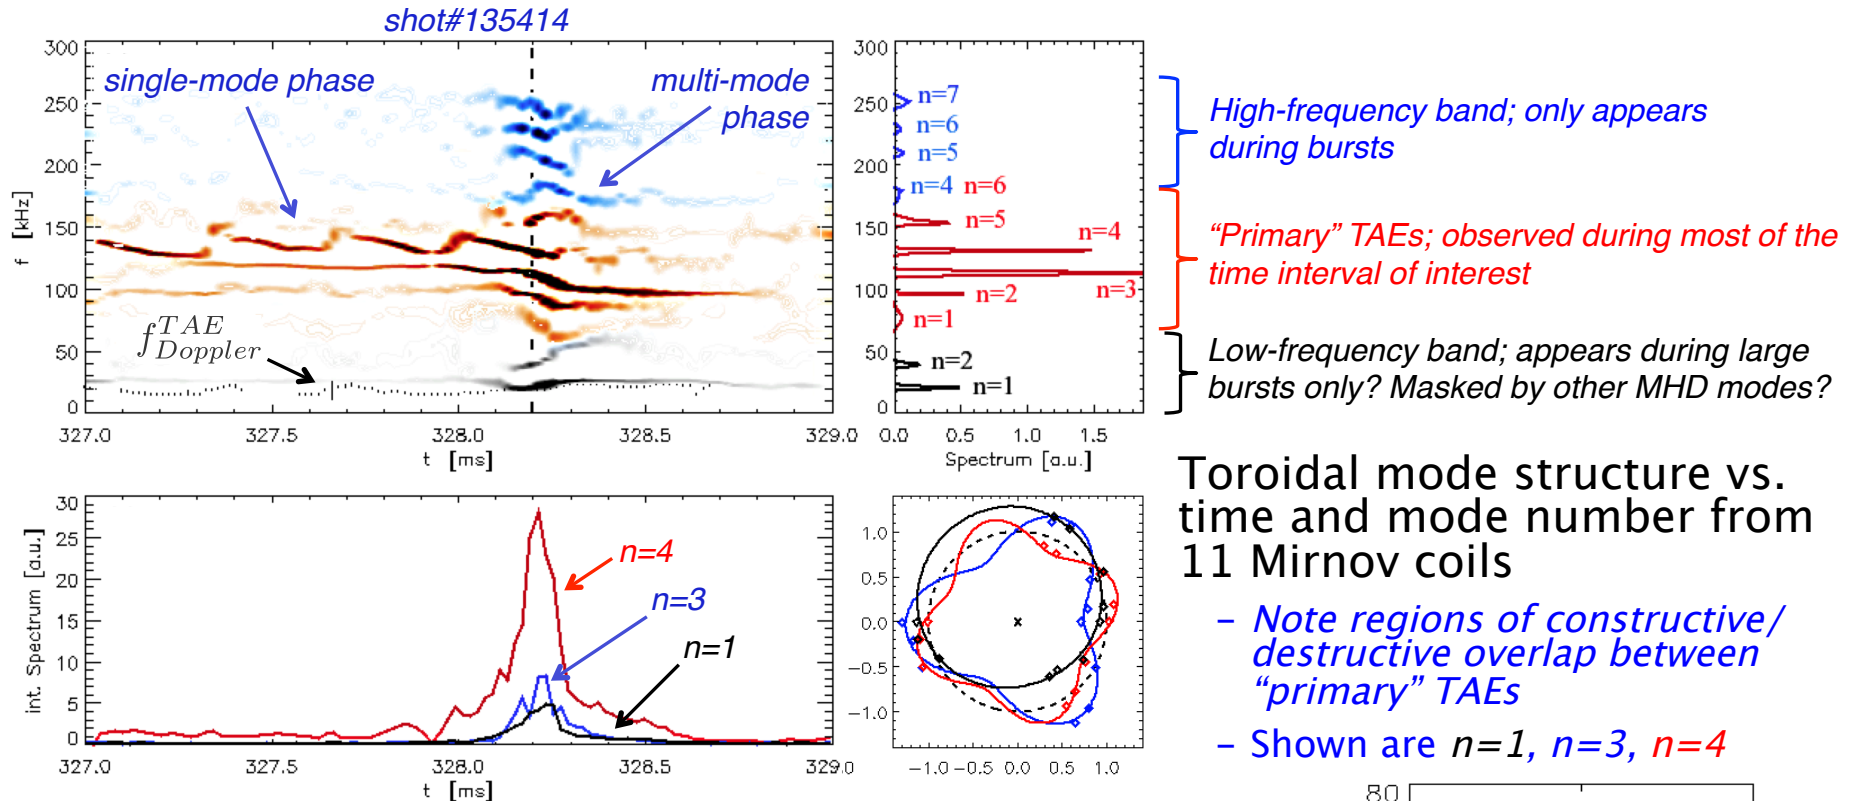 shot#135414
300
250
200
150
100
50
0
f [kHz]
single-mode phase
multi-mode
phase
f_{Doppler}^{TAE}
327.0 327.5 328.0 328.5 329.0
t [ms]
300
250
200
150
100
50
0
n=7
n=6
n=5
n=4 n=6
n=5
n=4
n=3
n=2
n=1
n=2
n=1
0.0 0.5 1.0 1.5
Spectrum [a.u.]
High-frequency band; only appears
during bursts
“Primary” TAEs; observed during most of the
time interval of interest
Low-frequency band; appears during large
bursts only? Masked by other MHD modes?
30
25
20
15
10
5
0
int. Spectrum [a.u.]
n=4
n=3
n=1
327.0 327.5 328.0 328.5 329.0
t [ms]
1.0
0.5
0.0
-0.5
-1.0
-1.0 -0.5 0.0 0.5 1.0
Toroidal mode structure vs.
time and mode number from
11 Mirnov coils
– Note regions of constructive/
destructive overlap between
“primary” TAEs
– Shown are n=1, n=3, n=4
80